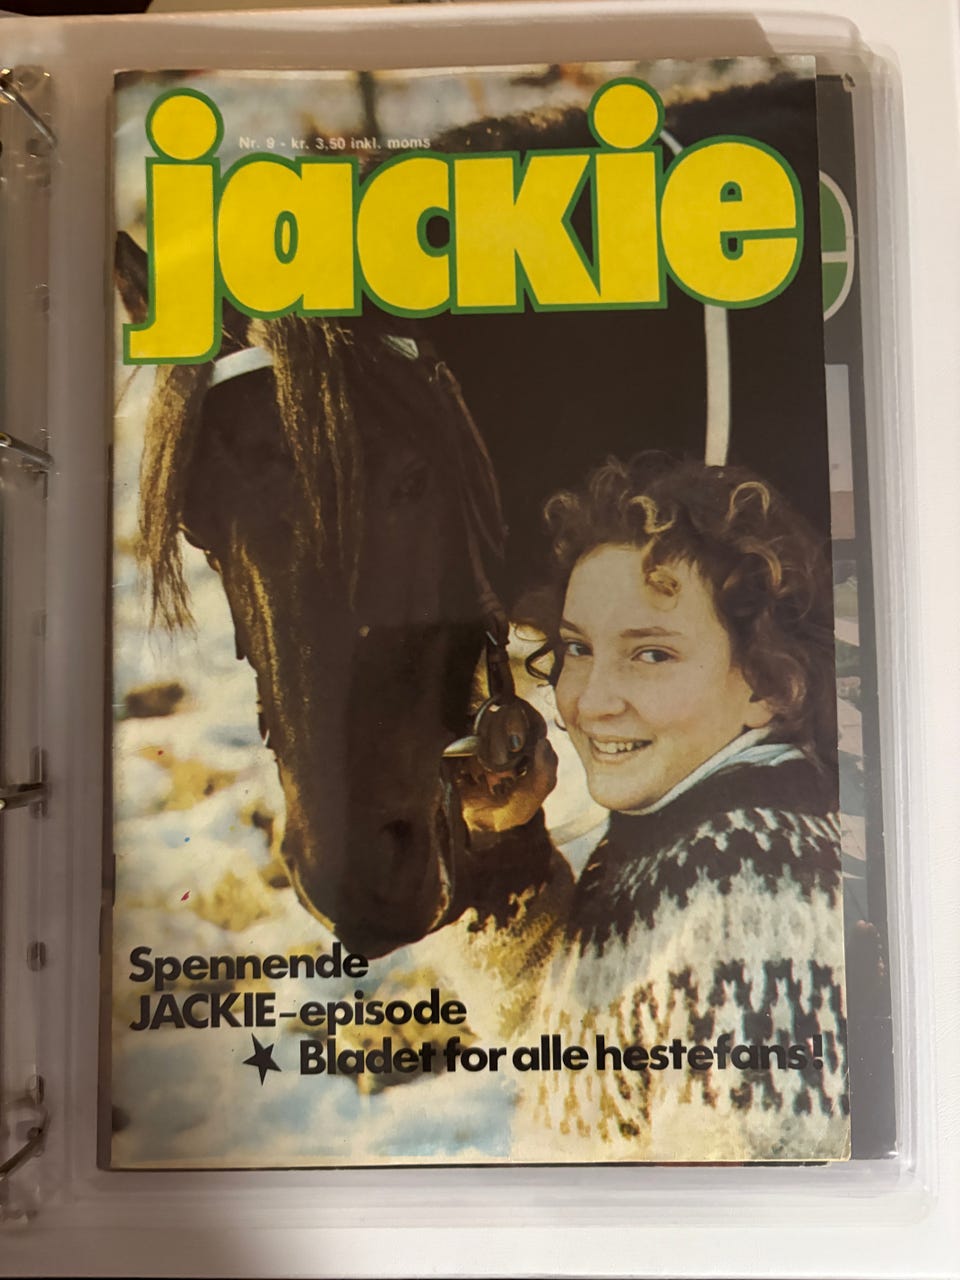 Nr. 9 - kr. 3,50 inkl. moms
jackie
Spennende
JACKIE-episode
★ Bladet for alle hestefans!